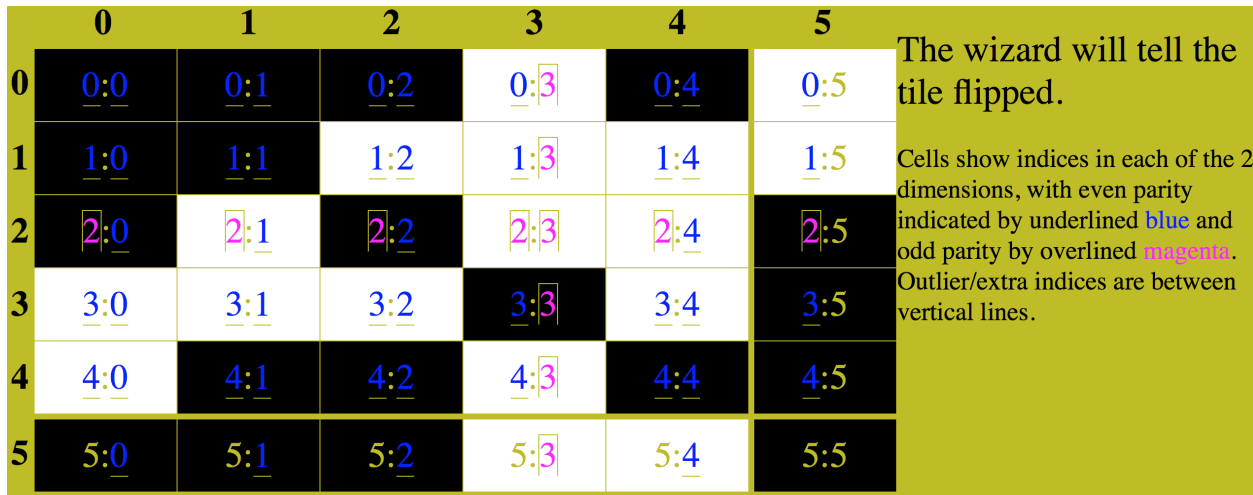 0 1 2 3 4 5
0 0:0 0:1 0:2 0:3 0:4 0:5
1 1:0 1:1 1:2 1:3 1:4 1:5
2 2:0 2:1 2:2 2:3 2:4 2:5
3 3:0 3:1 3:2 3:3 3:4 3:5
4 4:0 4:1 4:2 4:3 4:4 4:5
5 5:0 5:1 5:2 5:3 5:4 5:5
The wizard will tell the
tile flipped.
Cells show indices in each of the 2
dimensions, with even parity
indicated by underlined blue and
odd parity by overlined magenta.
Outlier/extra indices are between
vertical lines.